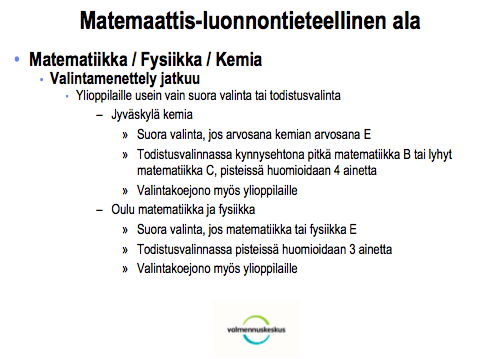 Matemaattis-luonnontieteellinen ala
• Matematiikka / Fysiikka / Kemia
• Valintamenettely jatkuu
• Ylioppilaille usein vain suora valinta tai todistusvalinta
– Jyväskylä kemia
» Suora valinta, jos arvosana kemian arvosana E
» Todistusvalinnassa kynnysehtona pitkä matematiikka B tai lyhyt
matematiikka C, pisteissä huomioidaan 4 ainetta
» Valintakoejono myös ylioppilaille
– Oulu matematiikka ja fysiikka
» Suora valinta, jos matematiikka tai fysiikka E
» Todistusvalinnassa pisteissä huomioidaan 3 ainetta
» Valintakoejono myös ylioppilaille
valmennuskeskus